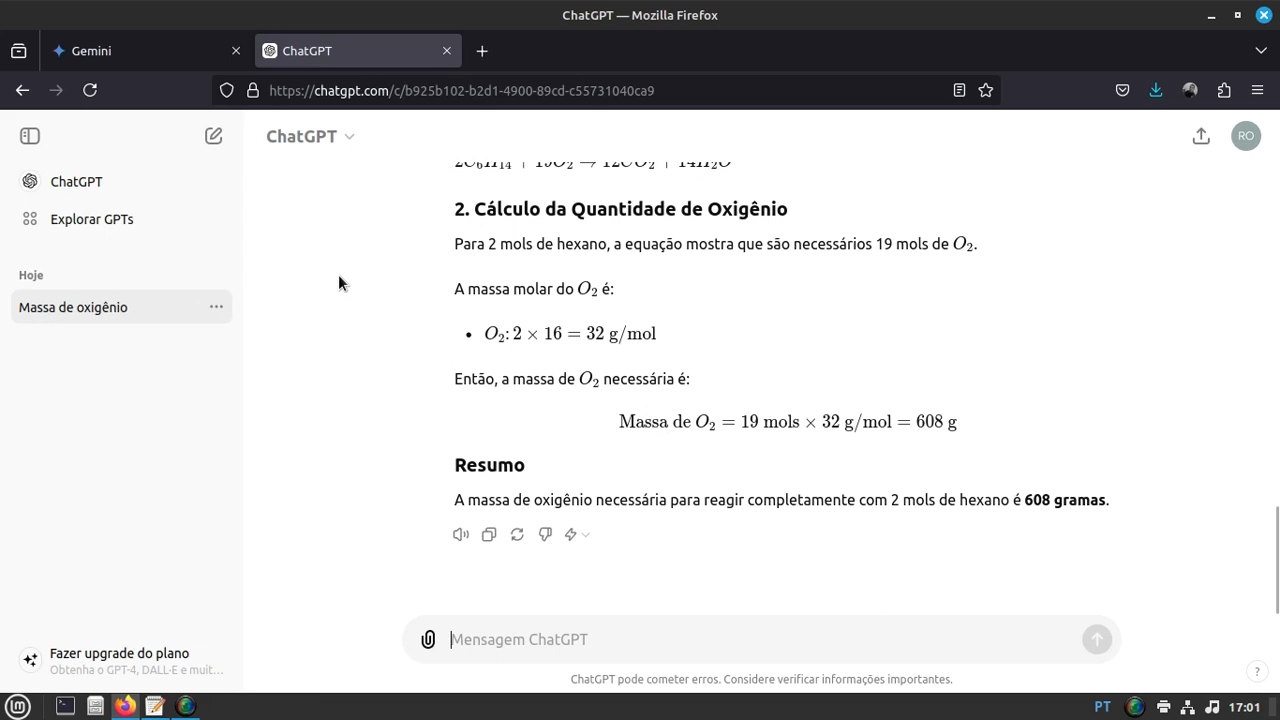 ChatGPT — Mozilla Firefox
Gemini
ChatGPT
https://chatgpt.com/c/b925b102-b2d1-4900-89cd-c55731040ca9
ChatGPT
RO
ChatGPT
Explorar GPTs
Hoje
Massa de oxigênio
Fazer upgrade do plano
Obtenha o GPT-4, DALL·E e muit…
2C₆H₁₄ + 19O₂ → 12CO₂ + 14H₂O
2. Cálculo da Quantidade de Oxigênio
Para 2 mols de hexano, a equação mostra que são necessários 19 mols de O₂.
A massa molar do O₂ é:
• O₂: 2 × 16 = 32 g/mol
Então, a massa de O₂ necessária é:
Massa de O₂ = 19 mols × 32 g/mol = 608 g
Resumo
A massa de oxigênio necessária para reagir completamente com 2 mols de hexano é 608 gramas.
Mensagem ChatGPT
ChatGPT pode cometer erros. Considere verificar informações importantes.
?
PT
17:01